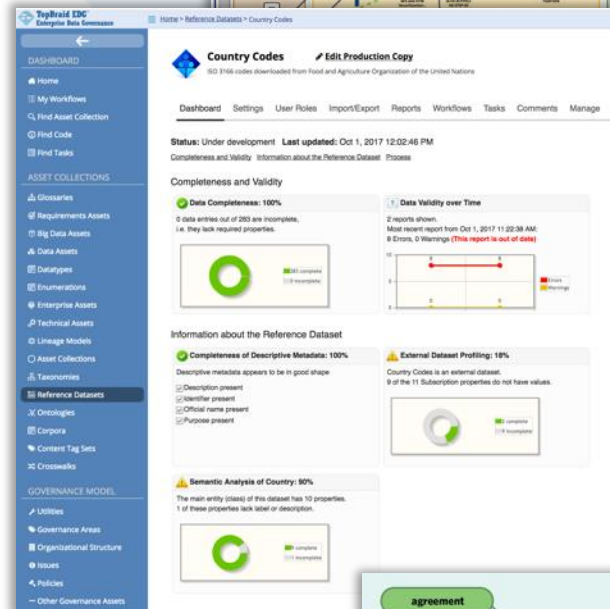 TopBraid EDG
Enterprise Data Governance
Home > Reference Datasets > Country Codes
DASHBOARD
Home
My Workflows
Find Asset Collection
Find Code
Find Tasks
ASSET COLLECTIONS
Glossaries
Requirements Assets
Big Data Assets
Data Assets
Datatypes
Enumerations
Enterprise Assets
Technical Assets
Lineage Models
Asset Collections
Taxonomies
Reference Datasets
Ontologies
Corpora
Content Tag Sets
Crosswalks
GOVERNANCE MODEL
Utilities
Governance Areas
Organizational Structure
Issues
Policies
Other Governance Assets
Country Codes Edit Production Copy
ISO 3166 codes downloaded from Food and Agriculture Organization of the United Nations
Dashboard Settings User Roles Import/Export Reports Workflows Tasks Comments Manage
Status: Under development Last updated: Oct 1, 2017 12:02:46 PM
Completeness and Validity Information about the Reference Dataset Process
Completeness and Validity
Data Completeness: 100%
0 data entries out of 283 are incomplete,
i.e. they lack required properties.
283 complete
0 incomplete
Data Validity over Time
2 reports shown.
Most recent report from Oct 1, 2017 11:22:38 AM:
8 Errors, 0 Warnings (This report is out of date)
10
5
0
8 8
0 0
Errors
Warnings
Information about the Reference Dataset
Completeness of Descriptive Metadata: 100%
Descriptive metadata appears to be in good shape
Description present
Identifier present
Official name present
Purpose present
External Dataset Profiling: 18%
Country Codes is an external dataset.
9 of the 11 Subscription properties do not have values.
2 complete
9 incomplete
Semantic Analysis of Country: 90%
The main entity (class) of this dataset has 10 properties.
1 of these properties lack label or description.
9 complete
1 incomplete
agreement